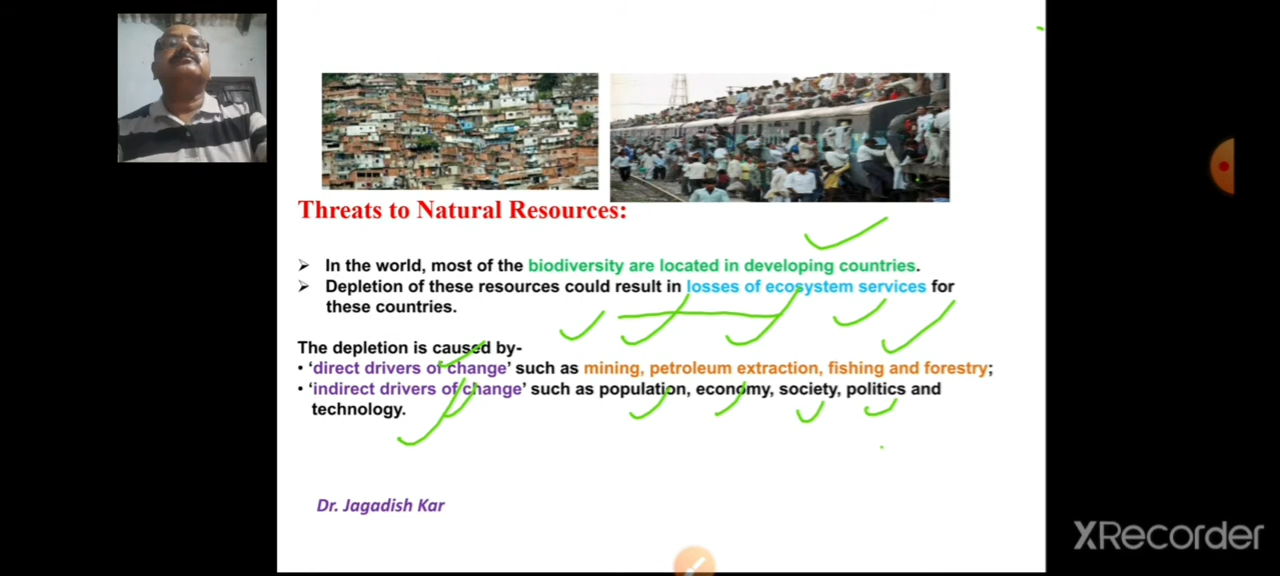 Threats to Natural Resources:
➢ In the world, most of the biodiversity are located in developing countries.
➢ Depletion of these resources could result in losses of ecosystem services for
these countries.
The depletion is caused by-
• ‘direct drivers of change’ such as mining, petroleum extraction, fishing and forestry;
• ‘indirect drivers of change’ such as population, economy, society, politics and
technology.
Dr. Jagadish Kar
XRecorder